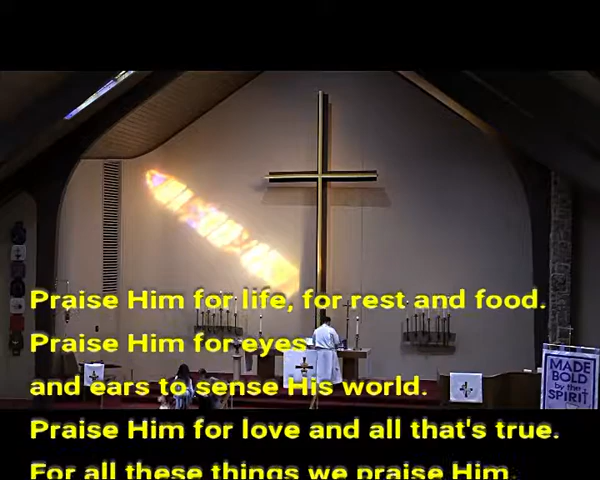 Praise Him for life, for rest and food.
Praise Him for eyes
and ears to sense His world.
Praise Him for love and all that's true.
For all these things we praise Him.
MADE
BOLD
by the
SPIRIT